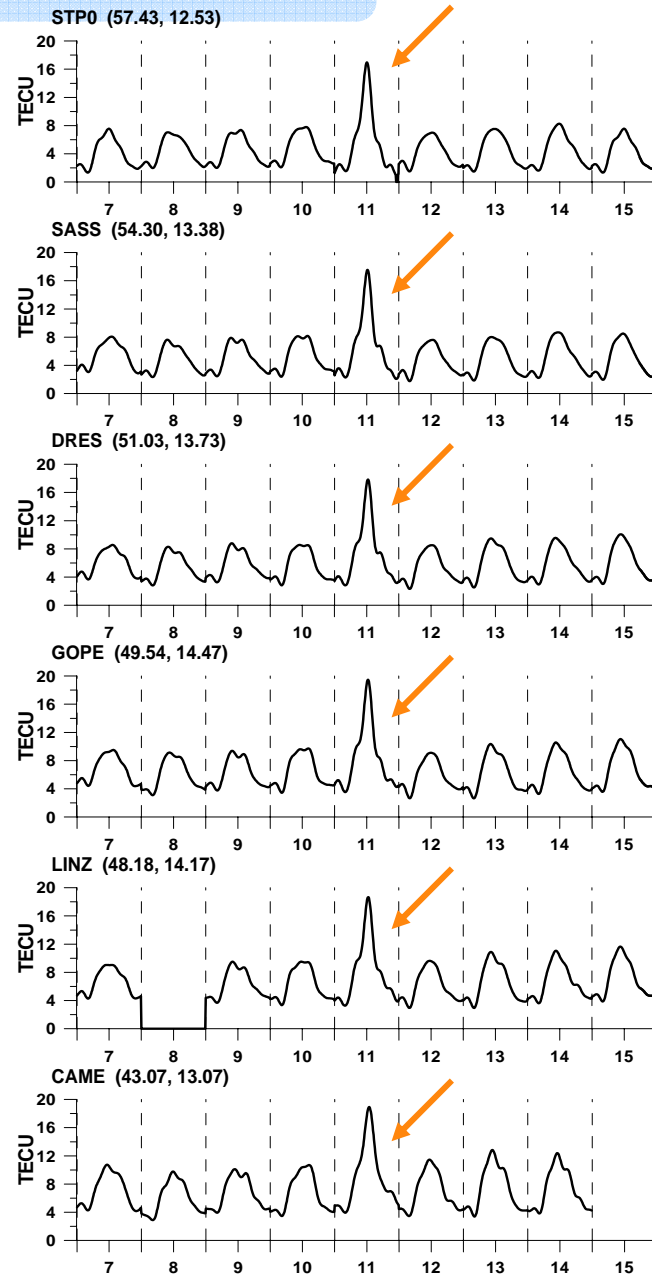 STP0 (57.43, 12.53)
20
16
12
8
4
0
TECU
7 8 9 10 11 12 13 14 15
SASS (54.30, 13.38)
20
16
12
8
4
0
TECU
7 8 9 10 11 12 13 14 15
DRES (51.03, 13.73)
20
16
12
8
4
0
TECU
7 8 9 10 11 12 13 14 15
GOPE (49.54, 14.47)
20
16
12
8
4
0
TECU
7 8 9 10 11 12 13 14 15
LINZ (48.18, 14.17)
20
16
12
8
4
0
TECU
7 8 9 10 11 12 13 14 15
CAME (43.07, 13.07)
20
16
12
8
4
0
TECU
7 8 9 10 11 12 13 14 15